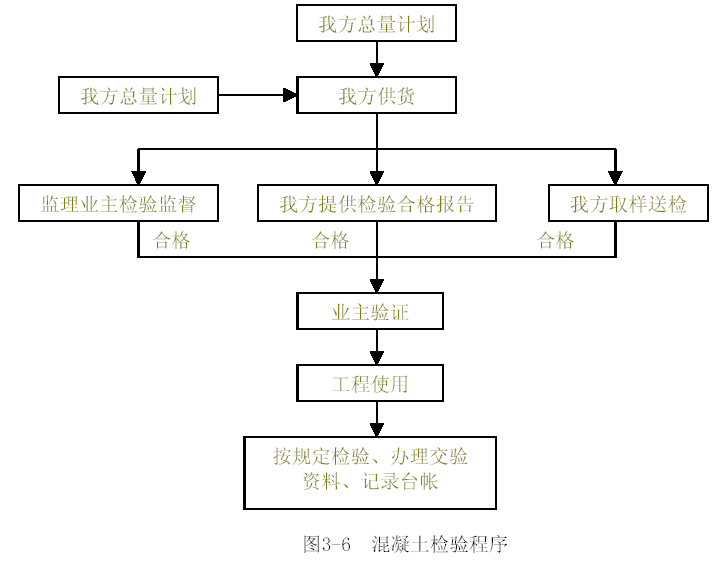 我方总量计划
我方总量计划
我方供货
监理业主检验监督
我方提供检验合格报告
我方取样送检
合格
合格
合格
业主验证
工程使用
按规定检验、办理交验
资料、记录台帐
图3-6 混凝土检验程序